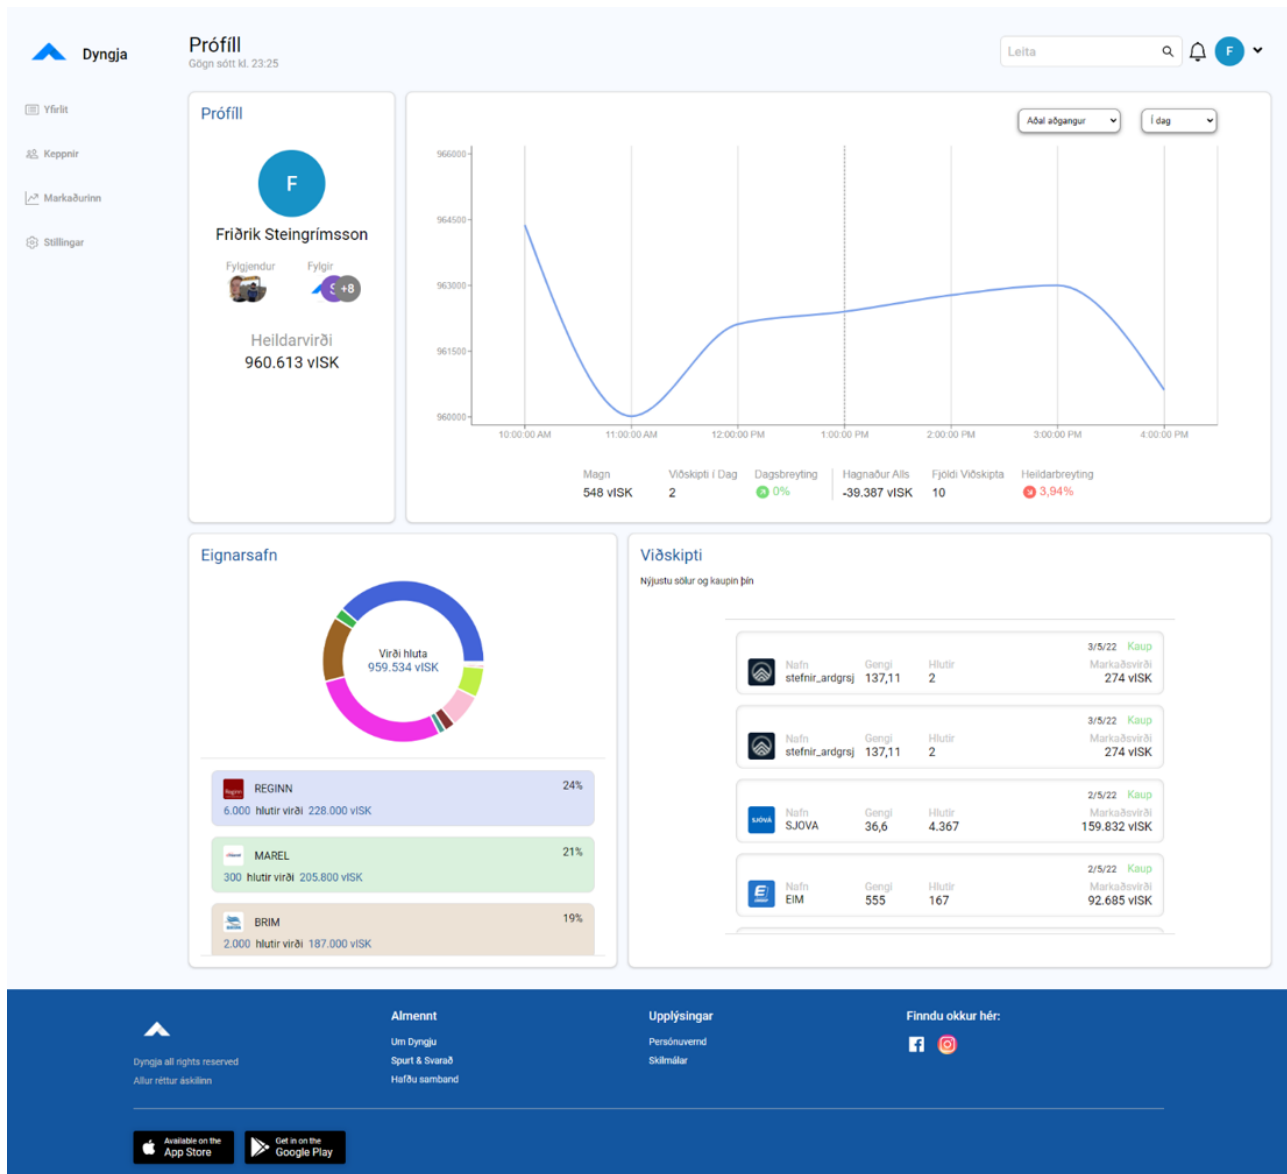 Dyngja
Prófíll
Gögn sótt kl. 23:25
Leita
F
Yfirlit
Keppnir
Markaðurinn
Stillingar
Prófíll
F
Friðrik Steingrímsson
Fylgjendur Fylgir
S +8
Heildarvirði
960.613 vISK
Aðal aðgangur Í dag
966000
964500
963000
961500
960000
10:00:00 AM 11:00:00 AM 12:00:00 PM 1:00:00 PM 2:00:00 PM 3:00:00 PM 4:00:00 PM
Magn Viðskipti í Dag Dagsbreyting Hagnaður Alls Fjöldi Viðskipta Heildarbreyting
548 vISK 2 0% -39.387 vISK 10 3,94%
Eignarsafn
Virði hluta
959.534 vISK
Reginn
REGINN 24%
6.000 hlutir virði 228.000 vISK
MAREL 21%
300 hlutir virði 205.800 vISK
BRIM 19%
2.000 hlutir virði 187.000 vISK
Viðskipti
Nýjustu sölur og kaupin þín
3/5/22 Kaup
Nafn Gengi Hlutir Markaðsvirði
stefnir_ardgrsj 137,11 2 274 vISK
3/5/22 Kaup
Nafn Gengi Hlutir Markaðsvirði
stefnir_ardgrsj 137,11 2 274 vISK
2/5/22 Kaup
SJÓVÁ
Nafn Gengi Hlutir Markaðsvirði
SJOVA 36,6 4.367 159.832 vISK
2/5/22 Kaup
Nafn Gengi Hlutir Markaðsvirði
EIM 555 167 92.685 vISK
Dyngja all rights reserved
Allur réttur áskilinn
Almennt
Um Dyngju
Spurt & Svarað
Hafðu samband
Upplýsingar
Persónuvernd
Skilmálar
Finndu okkur hér:
Available on the
App Store
Get in on the
Google Play